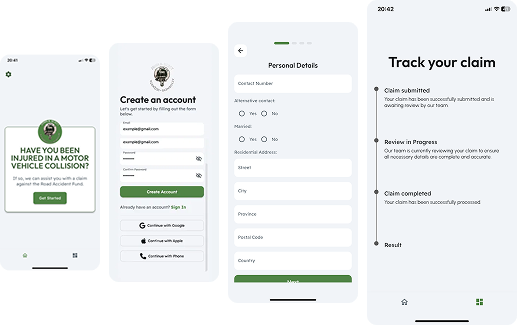 20:41
HAVE YOU BEEN
INJURED IN A MOTOR
VEHICLE COLLISION?
If so, we can assist you with a claim
against the Road Accident Fund.
Get Started
Create an account
Let's get started by filling out the form
below.
Email
example@gmail.com
example@gmail.com
Password
Confirm Password
Create Account
Already have an account? Sign In
Continue with Google
Continue with Apple
Continue with Phone
Personal Details
Contact Number
Alternative contact:
Yes No
Married:
Yes No
Residential Address:
Street
City
Province
Postal Code
Country
Next
20:42
Track your claim
Claim submitted
Your claim has been successfully submitted and is
awaiting review by our team.
Review in Progress
Our team is currently reviewing your claim to ensure
all necessary details are complete and accurate.
Claim completed
Your claim has been successfully processed
Result